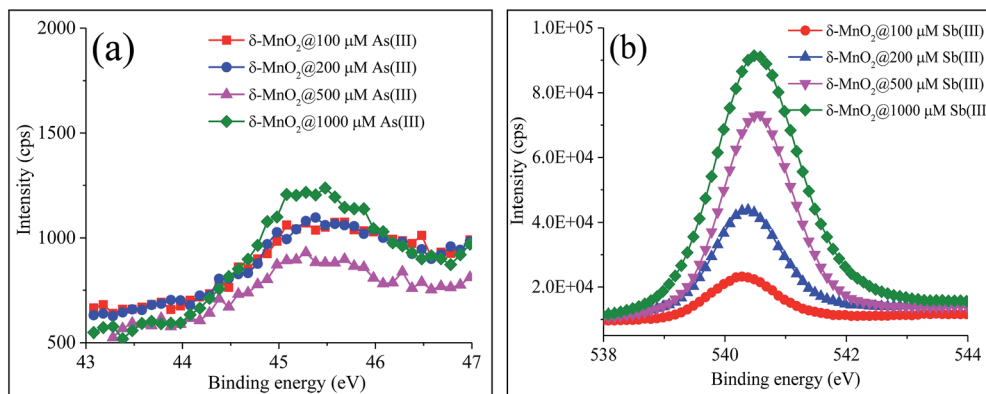 (a)
δ-MnO₂@100 μM As(III)
δ-MnO₂@200 μM As(III)
δ-MnO₂@500 μM As(III)
δ-MnO₂@1000 μM As(III)
2000
1500
1000
500
Intensity (cps)
43 44 45 46 47
Binding energy (eV)
(b)
δ-MnO₂@100 μM Sb(III)
δ-MnO₂@200 μM Sb(III)
δ-MnO₂@500 μM Sb(III)
δ-MnO₂@1000 μM Sb(III
1.0E+05
8.0E+04
6.0E+04
4.0E+04
2.0E+04
Intensity (cps)
538 540 542 544
Binding energy (eV)